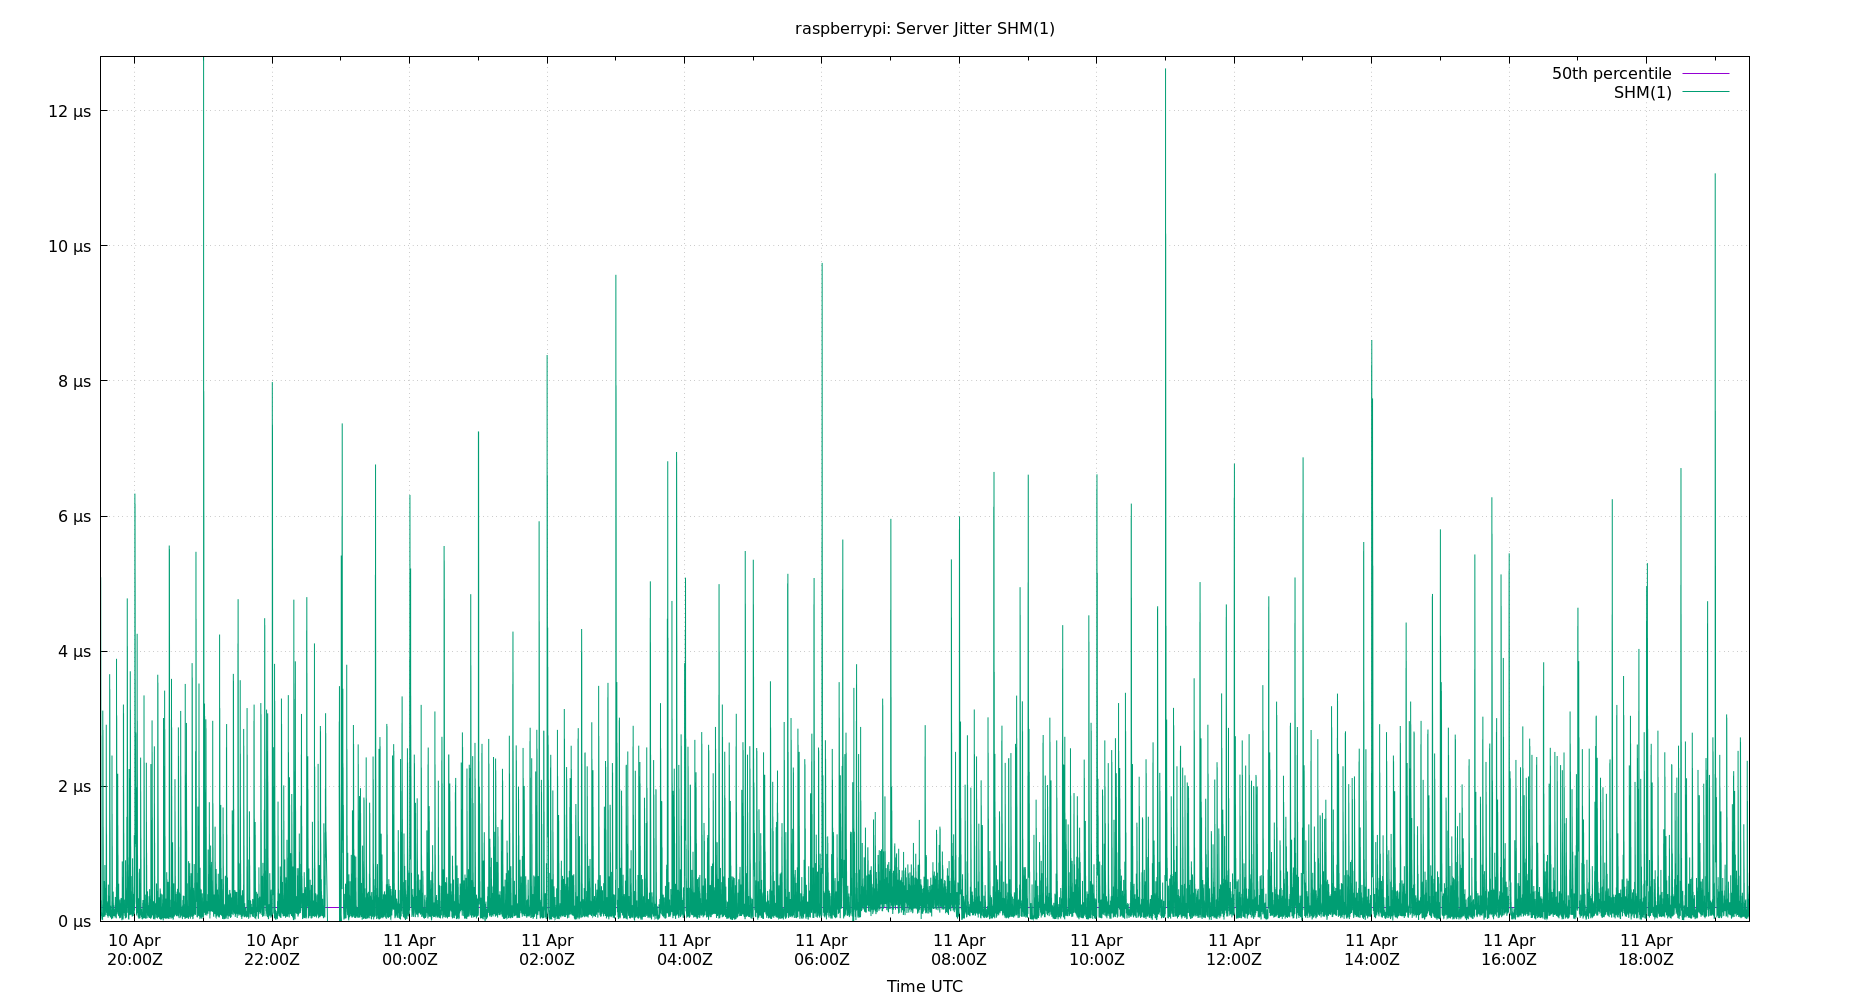 raspberrypi: Server Jitter SHM(1)
50th percentile
SHM(1)
12 µs
10 µs
8 µs
6 µs
4 µs
2 µs
0 µs
10 Apr 10 Apr 11 Apr 11 Apr 11 Apr 11 Apr 11 Apr 11 Apr 11 Apr 11 Apr 11 Apr 11 Apr
20:00Z 22:00Z 00:00Z 02:00Z 04:00Z 06:00Z 08:00Z 10:00Z 12:00Z 14:00Z 16:00Z 18:00Z
Time UTC